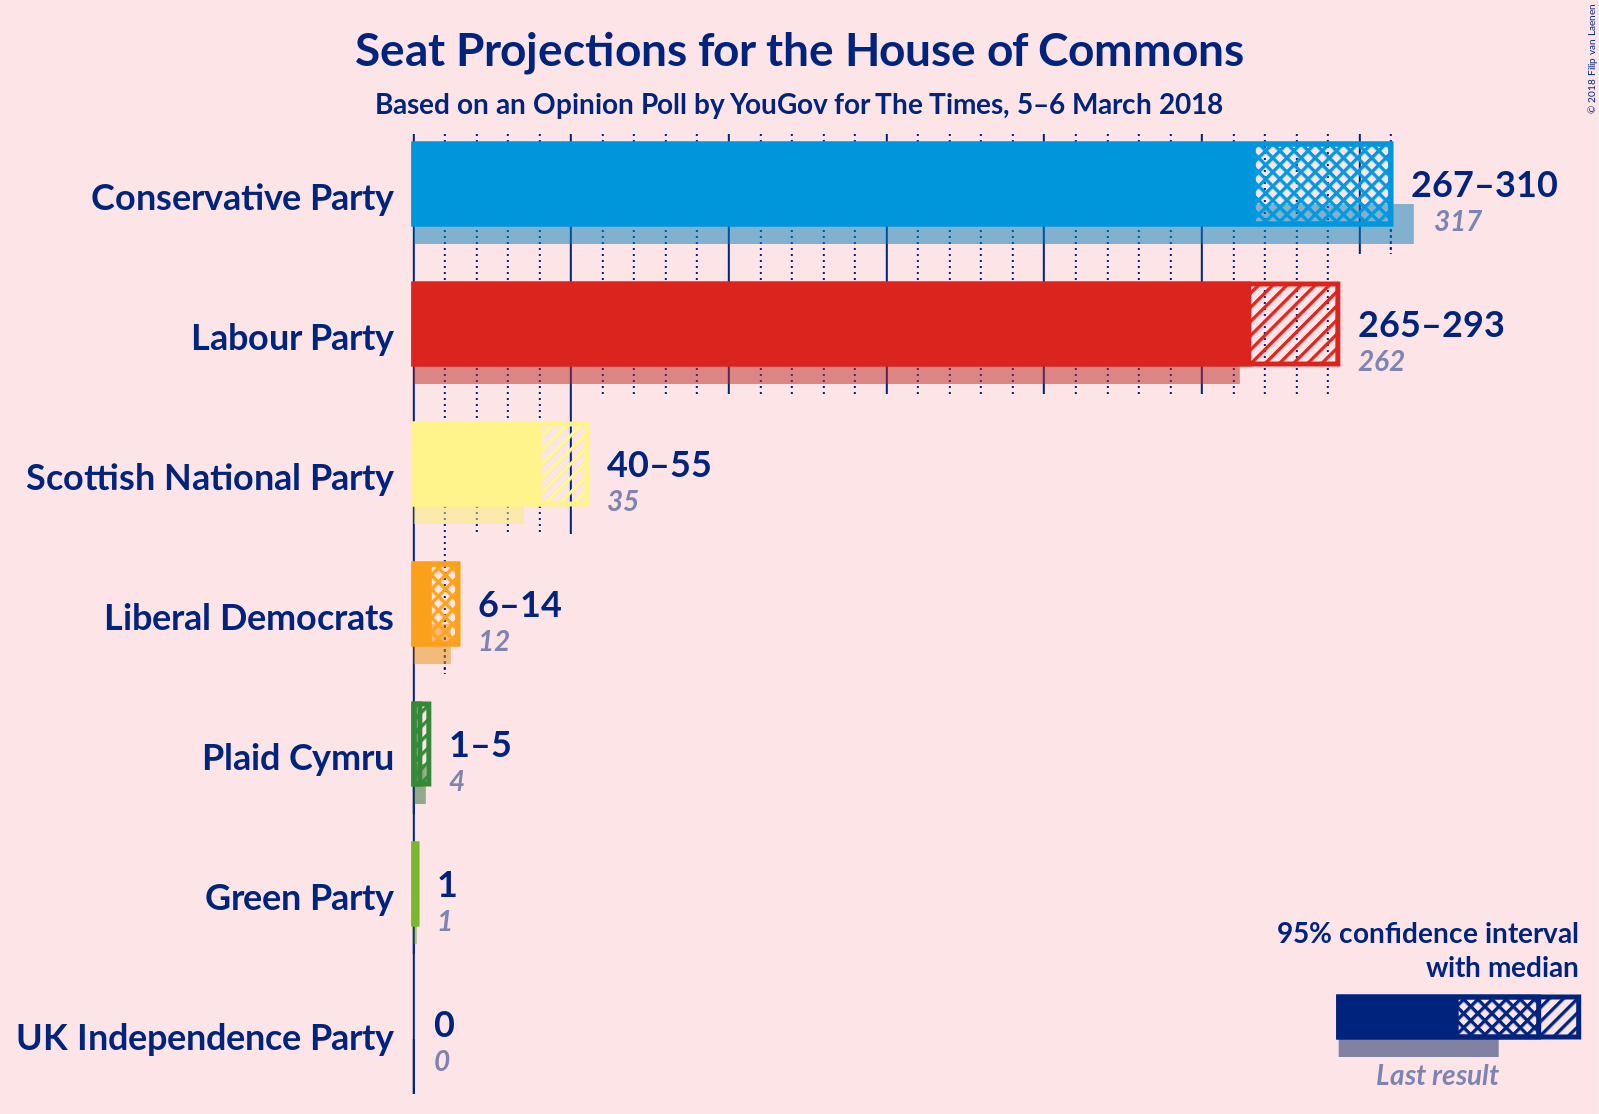 Seat Projections for the House of Commons
Based on an Opinion Poll by YouGov for The Times, 5–6 March 2018
© 2018 Filip van Laenen
Conservative Party
267–310
317
Labour Party
265–293
262
Scottish National Party
40–55
35
Liberal Democrats
6–14
12
Plaid Cymru
1–5
4
Green Party
1
1
UK Independence Party
0
0
95% confidence interval
with median
Last result